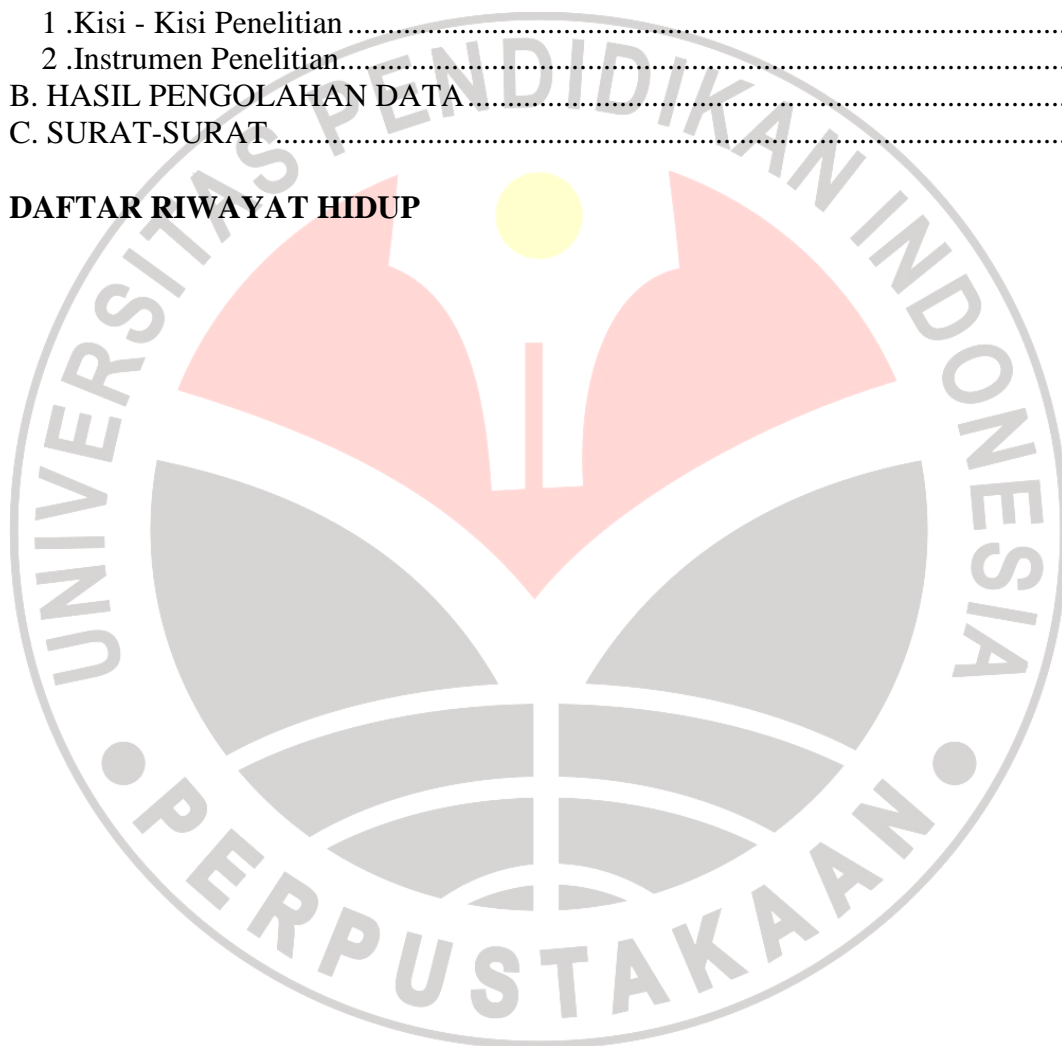 1 .Kisi - Kisi Penelitian ........................................................................................
2 .Instrumen Penelitian.........................................................................................
B. HASIL PENGOLAHAN DATA.........................................................................
C. SURAT-SURAT .................................................................................................
DAFTAR RIWAYAT HIDUP
UNIVERSITAS PENDIDIKAN INDONESIA
PERPUSTAKAAN